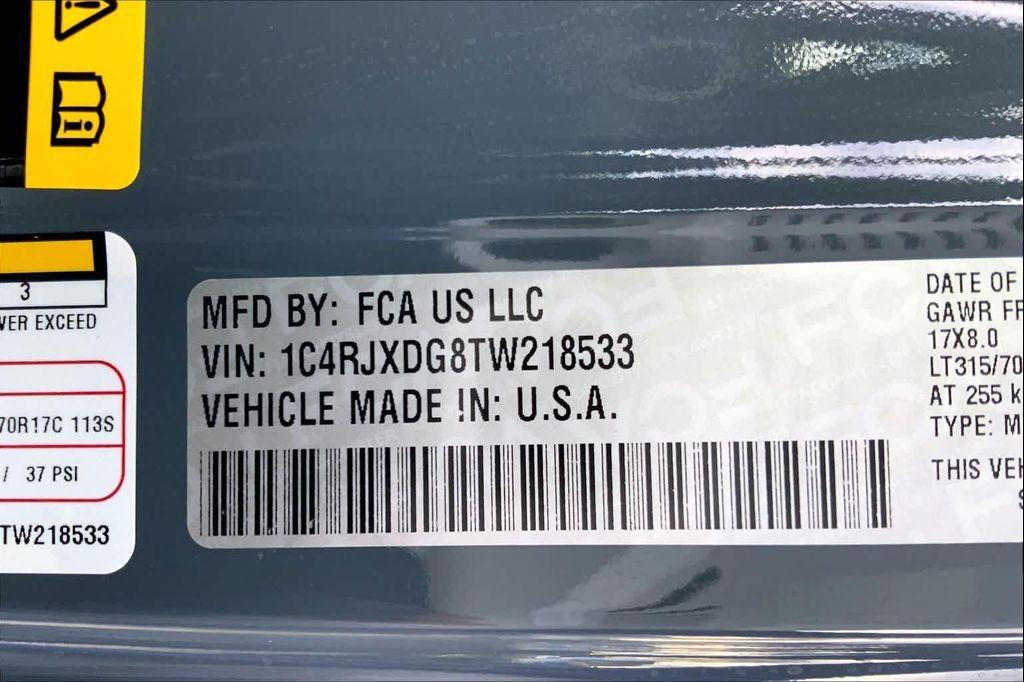 3
VER EXCEED
70R17C 113S
/ 37 PSI
TW218533
MFD BY: FCA US LLC
VIN: 1C4RJXDG8TW218533
VEHICLE MADE IN: U.S.A.
DATE OF
GAWR FR
17X8.0
LT315/70
AT 255 k
TYPE: M
THIS VEH
S